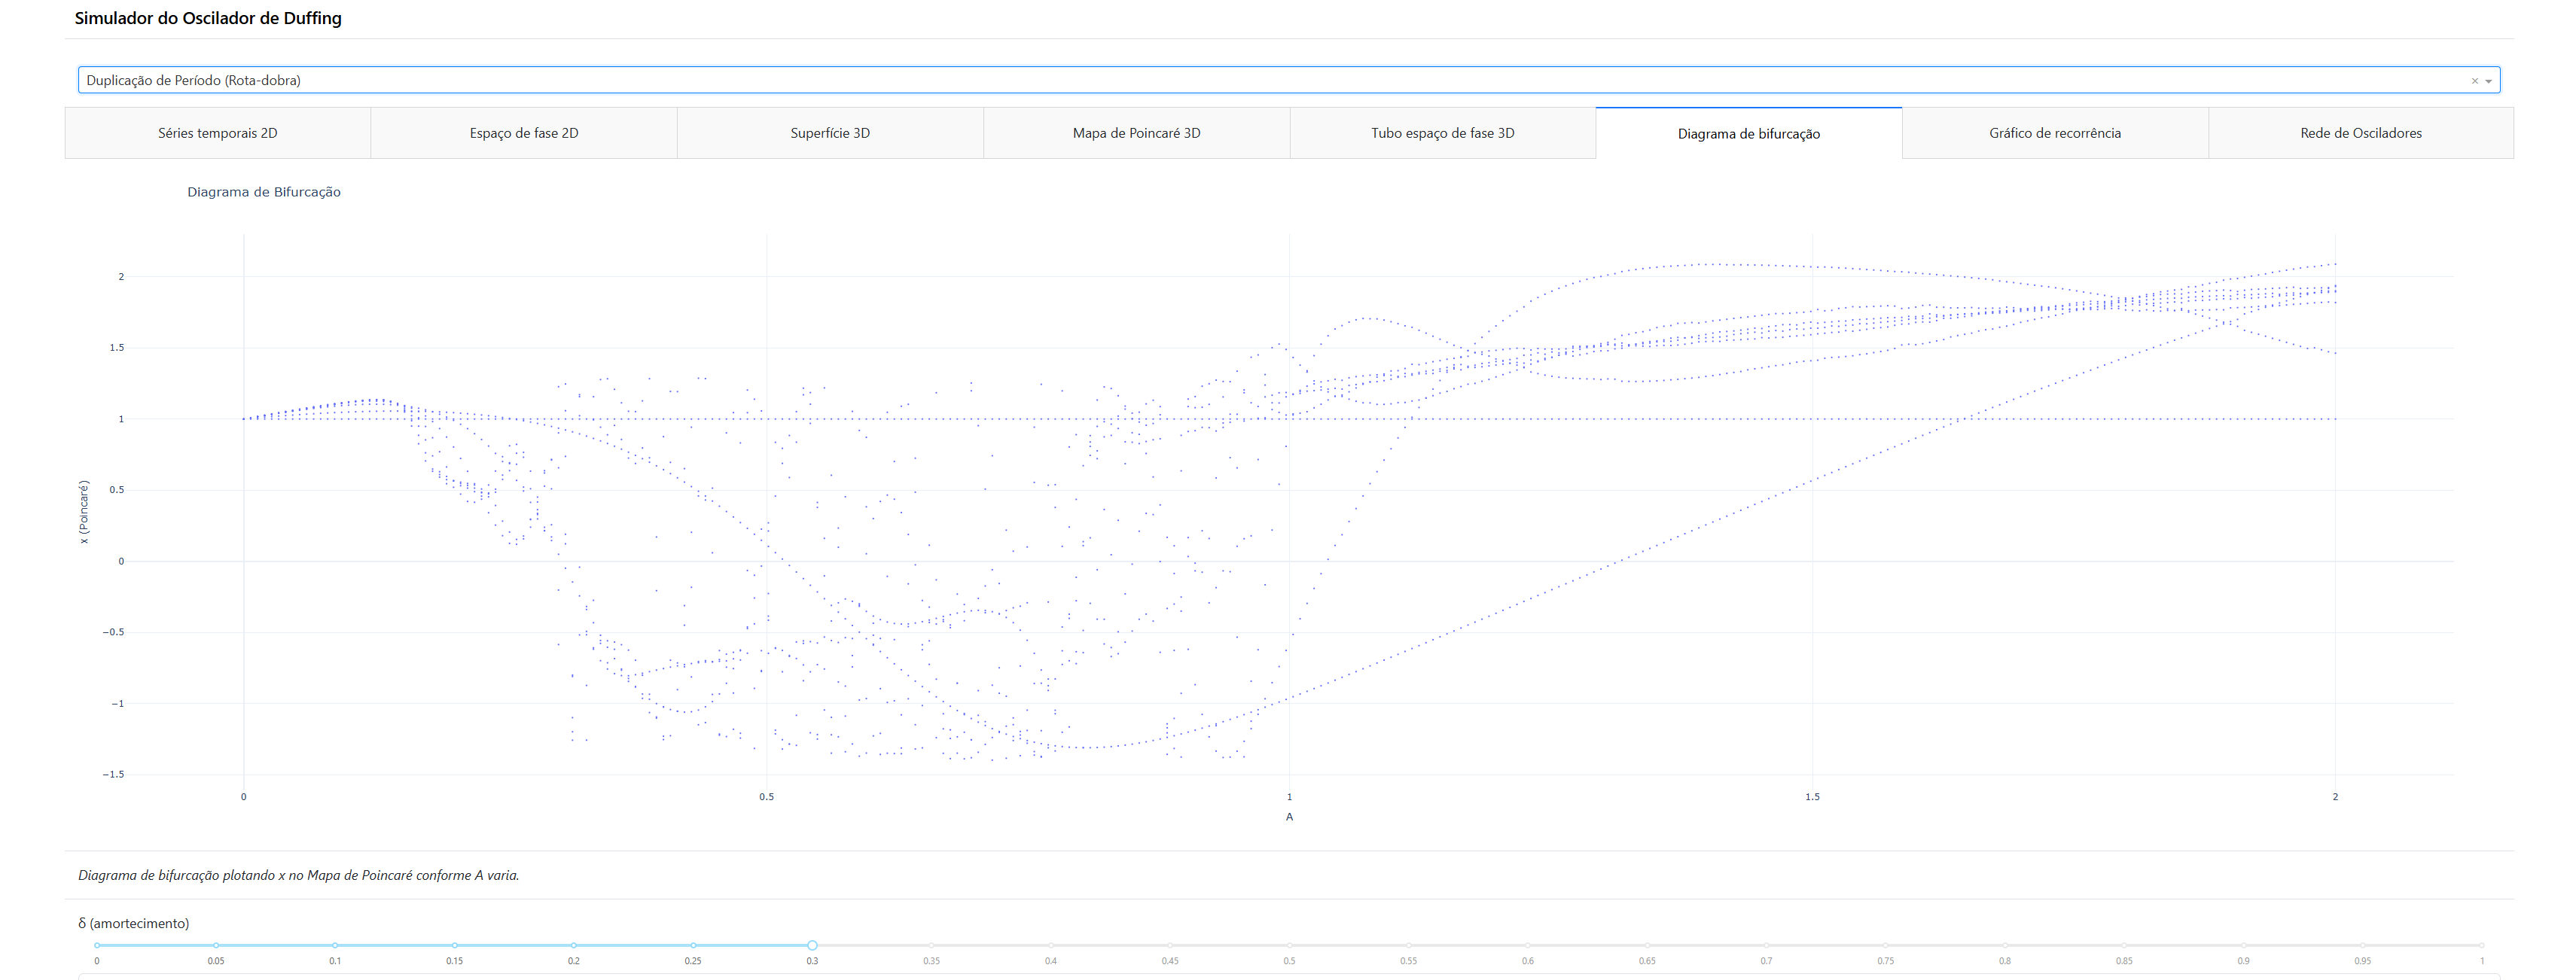 Simulador do Oscilador de Duffing
Duplicação de Período (Rota-dobra)
Séries temporais 2D
Espaço de fase 2D
Superfície 3D
Mapa de Poincaré 3D
Tubo espaço de fase 3D
Diagrama de bifurcação
Gráfico de recorrência
Rede de Osciladores
Diagrama de Bifurcação
2
1.5
1
0.5
0
−0.5
−1
−1.5
x (Poincaré)
0 0.5 1 1.5 2
A
Diagrama de bifurcação plotando x no Mapa de Poincaré conforme A varia.
δ (amortecimento)
0 0.05 0.1 0.15 0.2 0.25 0.3 0.35 0.4 0.45 0.5 0.55 0.6 0.65 0.7 0.75 0.8 0.85 0.9 0.95 1